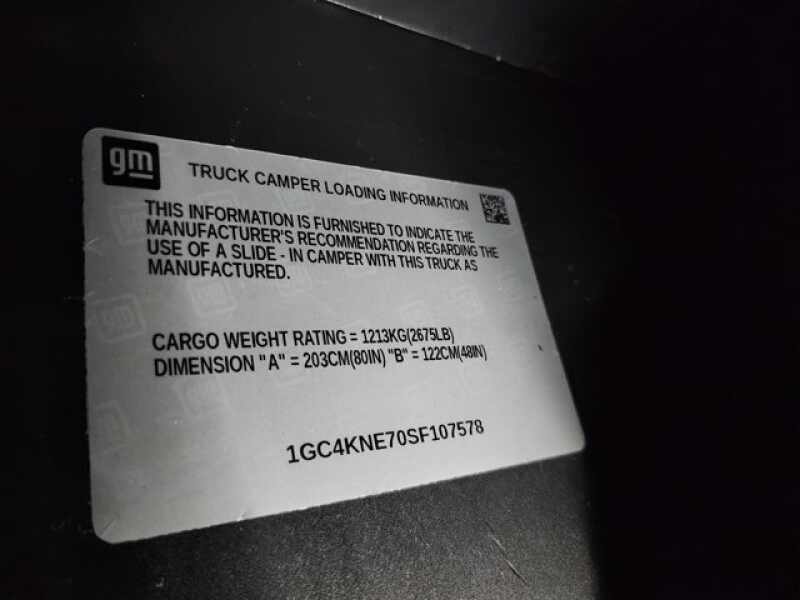 gm
TRUCK CAMPER LOADING INFORMATION
THIS INFORMATION IS FURNISHED TO INDICATE THE
MANUFACTURER'S RECOMMENDATION REGARDING THE
USE OF A SLIDE - IN CAMPER WITH THIS TRUCK AS
MANUFACTURED.
CARGO WEIGHT RATING = 1213KG(2675LB)
DIMENSION "A" = 203CM(80IN) "B" = 122CM(48IN)
1GC4KNE70SF107578